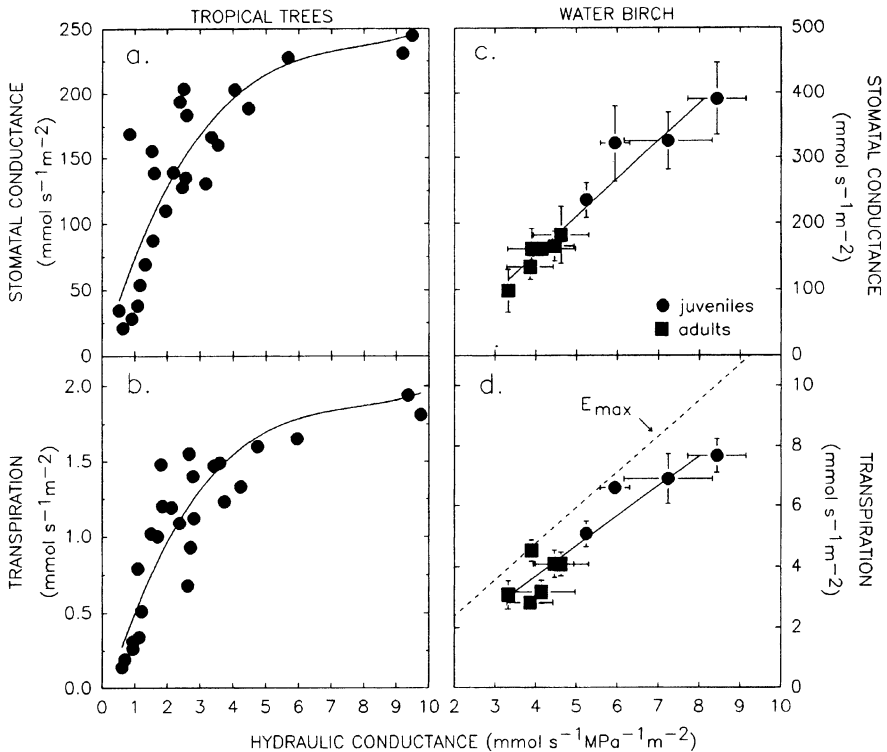 TROPICAL TREES
WATER BIRCH
a.
250
200
150
100
50
0
STOMATAL CONDUCTANCE
(mmol s−1m−2)
c.
500
400
300
200
100
0
STOMATAL CONDUCTANCE
(mmol s−1m−2)
juveniles
adults
b.
2.0
1.5
1.0
0.5
0.0
TRANSPIRATION
(mmol s−1m−2)
d.
Emax
10
8
6
4
2
0
TRANSPIRATION
(mmol s−1m−2)
0 1 2 3 4 5 6 7 8 9 10
2 3 4 5 6 7 8 9 10
HYDRAULIC CONDUCTANCE (mmol s−1MPa−1m−2)